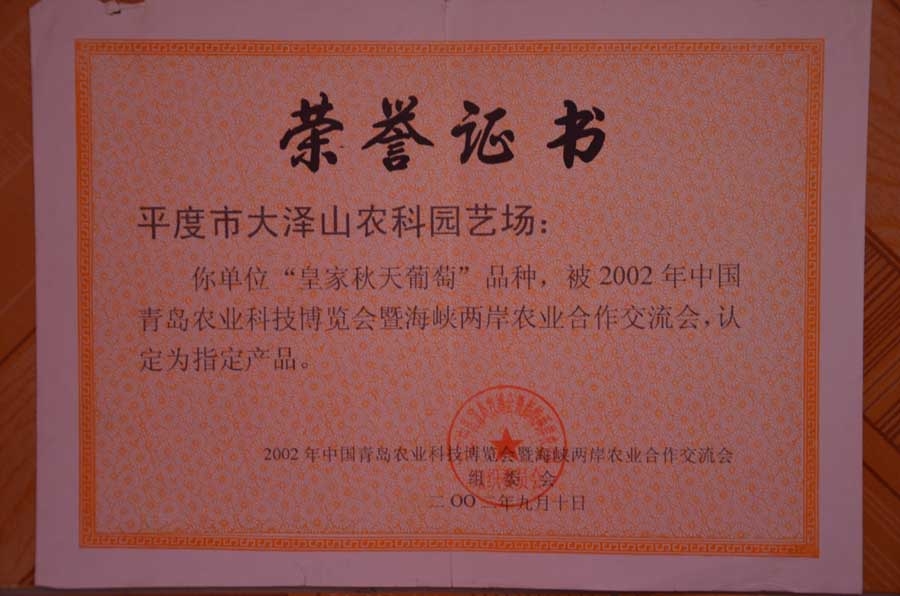 荣誉证书
平度市大泽山农科园艺场：
你单位“皇家秋天葡萄”品种，被2002年中国
青岛农业科技博览会暨海峡两岸农业合作交流会，认
定为指定产品。
2002年中国青岛农业科技博览会暨海峡两岸农业合作交流会
组 委 会
二〇〇二年九月十日